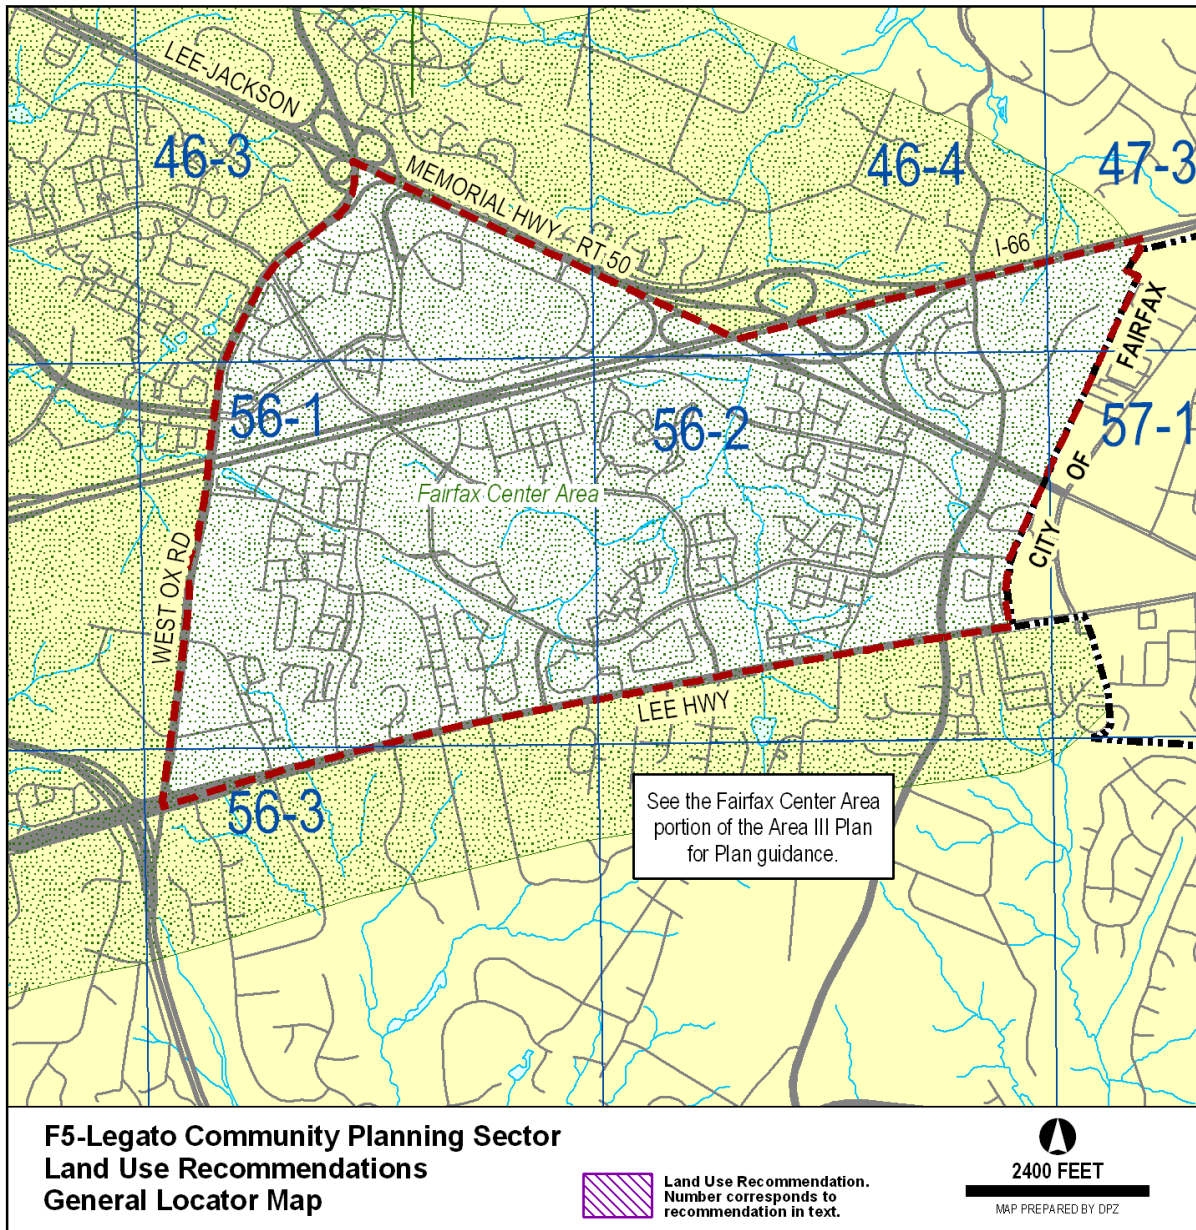 LEE-JACKSON
46-3
46-4
47-3
MEMORIAL HWY - RT 50
I-66
FAIRFAX
56-1
56-2
57-1
OF
Fairfax Center Area
CITY
WEST OX RD
LEE HWY
56-3
See the Fairfax Center Area
portion of the Area III Plan
for Plan guidance.
F5-Legato Community Planning Sector
Land Use Recommendations
General Locator Map
Land Use Recommendation.
Number corresponds to
recommendation in text.
2400 FEET
MAP PREPARED BY DPZ